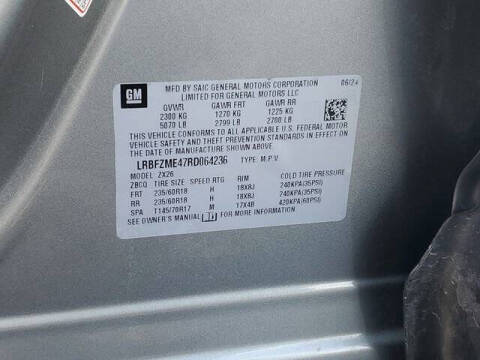 GM
MFD BY SAIC GENERAL MOTORS CORPORATION 06/24
LIMITED FOR GENERAL MOTORS LLC
GVWR GAWR FRT GAWR RR
2300 KG 1270 KG 1225 KG
5070 LB 2799 LB 2700 LB
THIS VEHICLE CONFORMS TO ALL APPLICABLE U.S. FEDERAL MOTOR
VEHICLE SAFETY AND THEFT PREVENTION STANDARDS IN EFFECT ON
THE DATE OF MANUFACTURE SHOWN ABOVE.
LRBFZME47RD064236 TYPE: M.P.V
MODEL: ZX26
ZBCQ TIRE SIZE SPEED RTG RIM COLD TIRE PRESSURE
FRT 235/60R18 H 18X8J 240KPA(35PSI)
RR 235/60R18 H 18X8J 240KPA(35PSI)
SPA T145/70R17 M 17X4B 420KPA(60PSI)
SEE OWNER'S MANUAL FOR MORE INFORMATION.